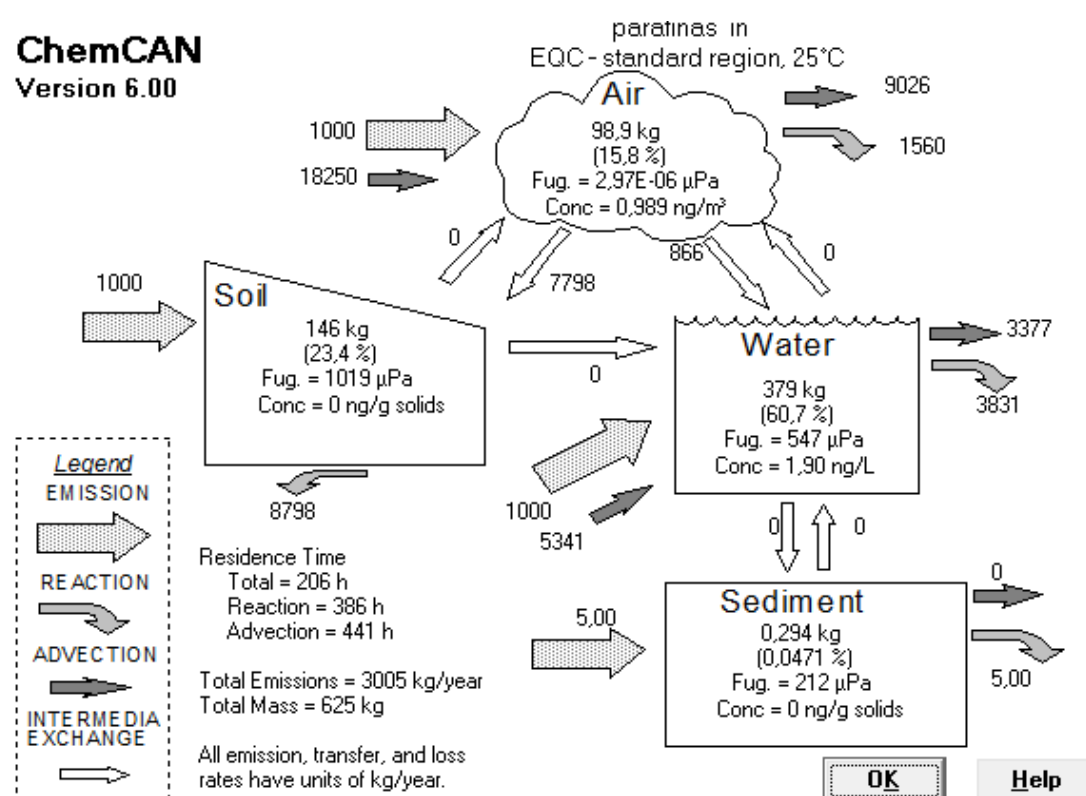 ChemCAN
Version 6.00
parafinas in
EQC - standard region, 25°C
Air
98,9 kg
(15,8 %)
Fug. = 2,97E-06 µPa
Conc = 0,989 ng/m³
1000
18250
9026
1560
0
7798
866
0
1000
Soil
146 kg
(23,4 %)
Fug. = 1019 µPa
Conc = 0 ng/g solids
8798
0
Water
379 kg
(60,7 %)
Fug. = 547 µPa
Conc = 1,90 ng/L
3377
3831
1000
5341
0
0
Sediment
0,294 kg
(0,0471 %)
Fug. = 212 µPa
Conc = 0 ng/g solids
5,00
0
5,00
Legend
EMISSION
REACTION
ADVECTION
INTERMEDIA
EXCHANGE
Residence Time
Total = 206 h
Reaction = 386 h
Advection = 441 h
Total Emissions = 3005 kg/year
Total Mass = 625 kg
All emission, transfer, and loss
rates have units of kg/year.
OK
Help